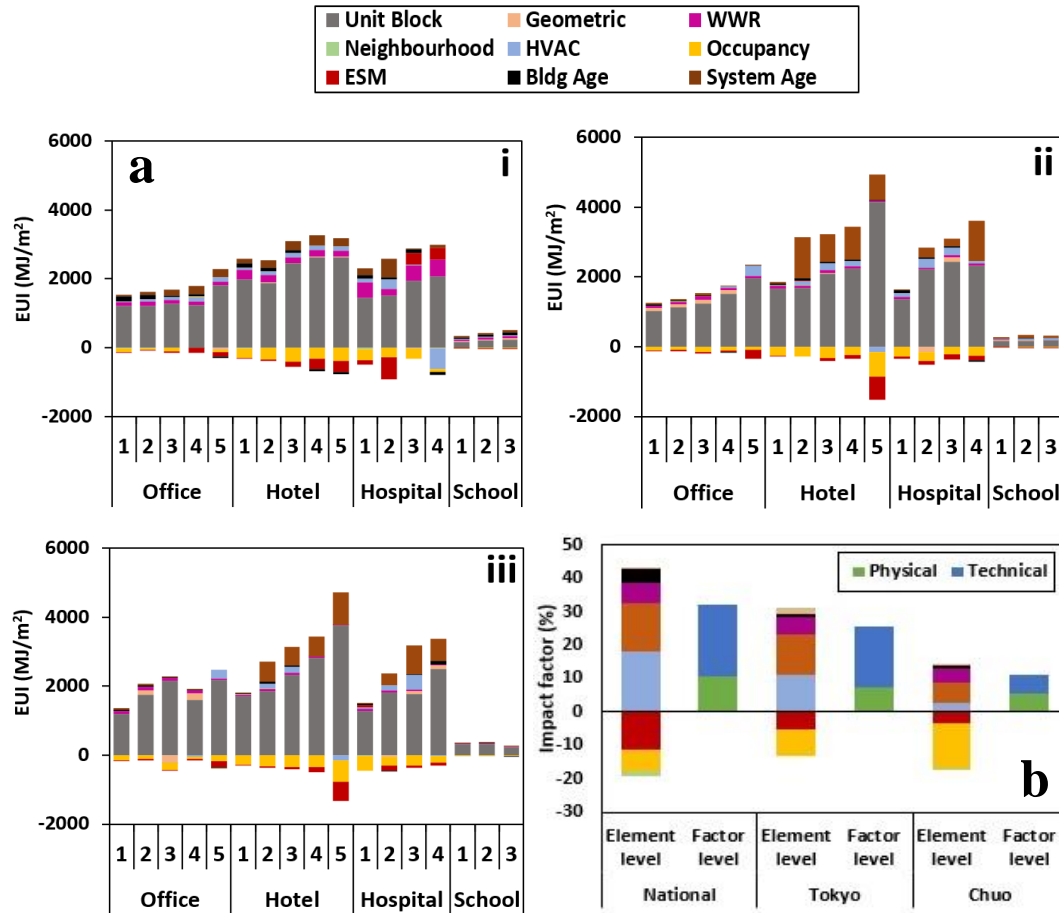 Unit Block Geometric WWR
Neighbourhood HVAC Occupancy
ESM Bldg Age System Age
a
i
EUI (MJ/m²)
6000
4000
2000
0
-2000
1 2 3 4 5 1 2 3 4 5 1 2 3 4 1 2 3
Office Hotel Hospital School
ii
EUI (MJ/m²)
6000
4000
2000
0
-2000
1 2 3 4 5 1 2 3 4 5 1 2 3 4 1 2 3
Office Hotel Hospital School
iii
EUI (MJ/m²)
6000
4000
2000
0
-2000
1 2 3 4 5 1 2 3 4 5 1 2 3 4 1 2 3
Office Hotel Hospital School
Physical Technical
b
Impact factor (%)
50
40
30
20
10
0
-10
-20
-30
Element Factor Element Factor Element Factor
level level level level level level
National Tokyo Chuo